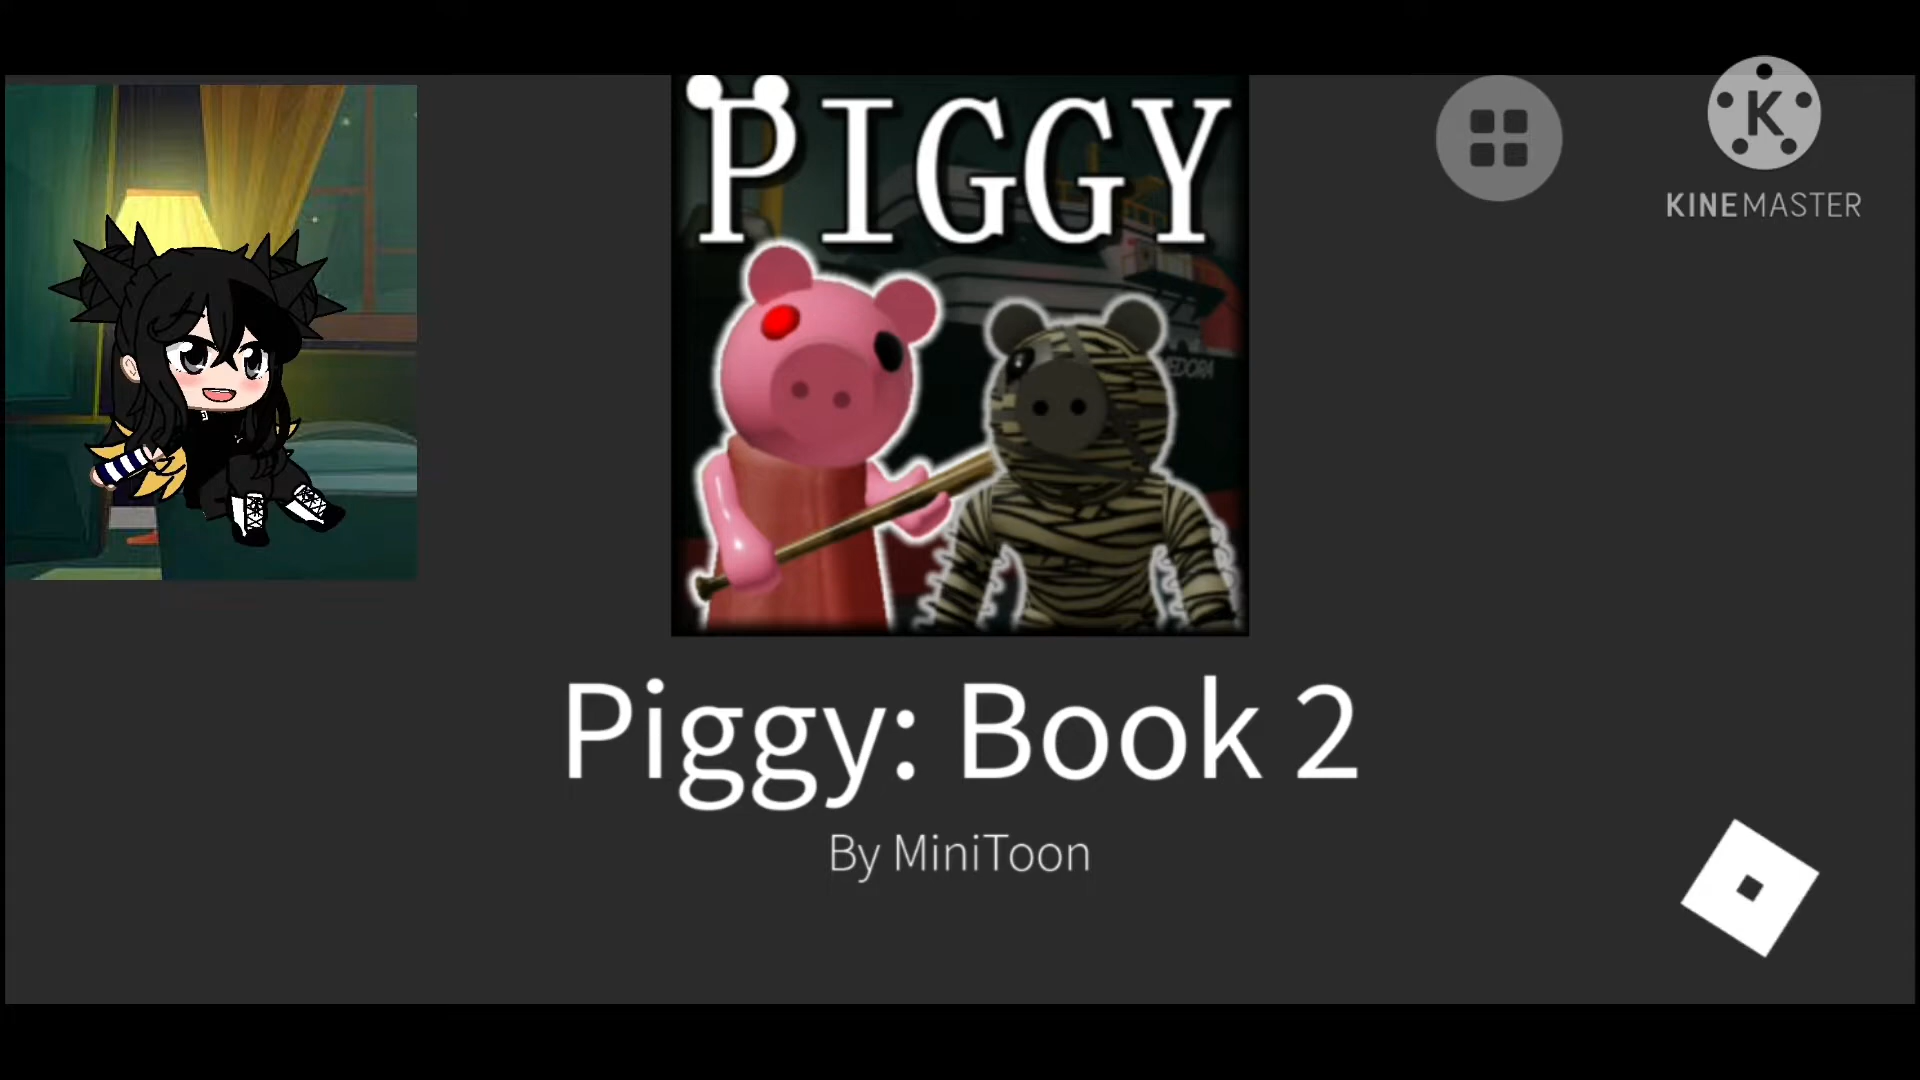 PIGGY
K
KINEMASTER
Piggy: Book 2
By MiniToon